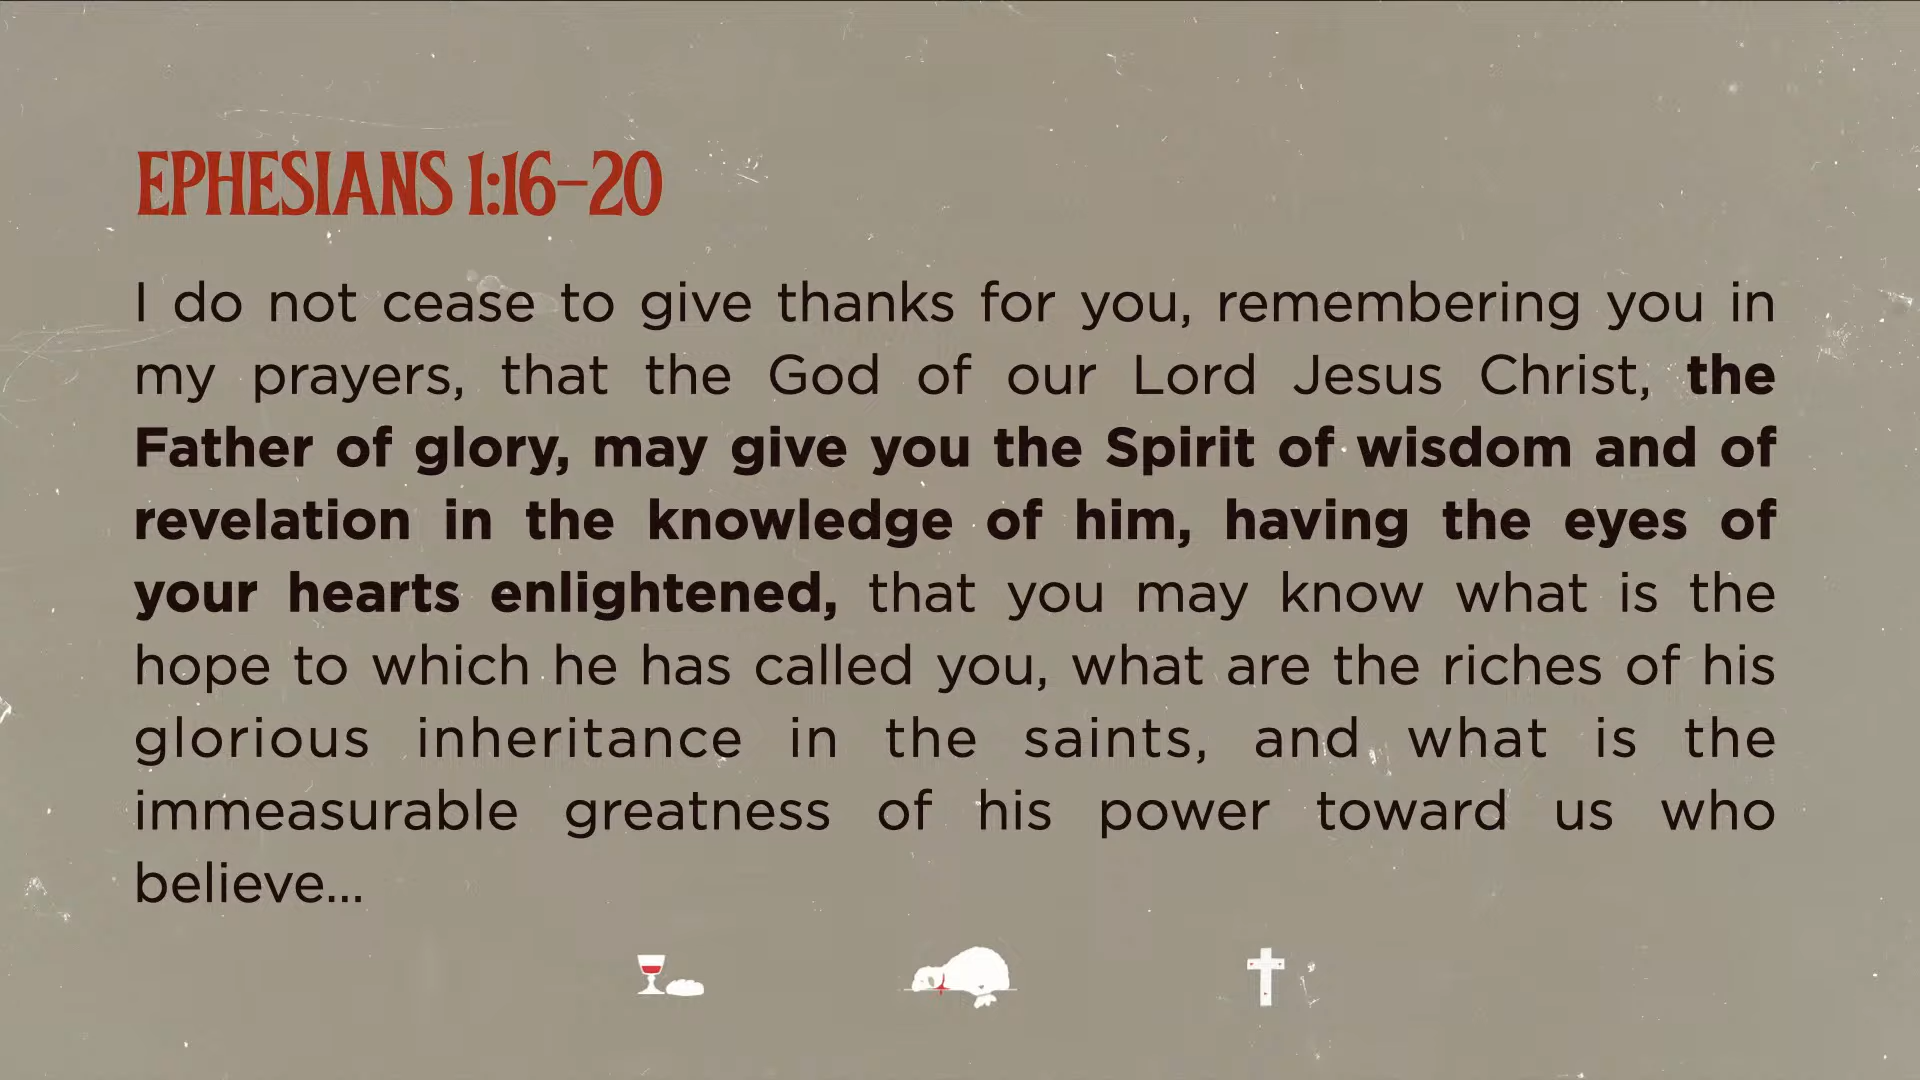 EPHESIANS 1:16–20
I do not cease to give thanks for you, remembering you in
my prayers, that the God of our Lord Jesus Christ, the
Father of glory, may give you the Spirit of wisdom and of
revelation in the knowledge of him, having the eyes of
your hearts enlightened, that you may know what is the
hope to which he has called you, what are the riches of his
glorious inheritance in the saints, and what is the
immeasurable greatness of his power toward us who
believe...